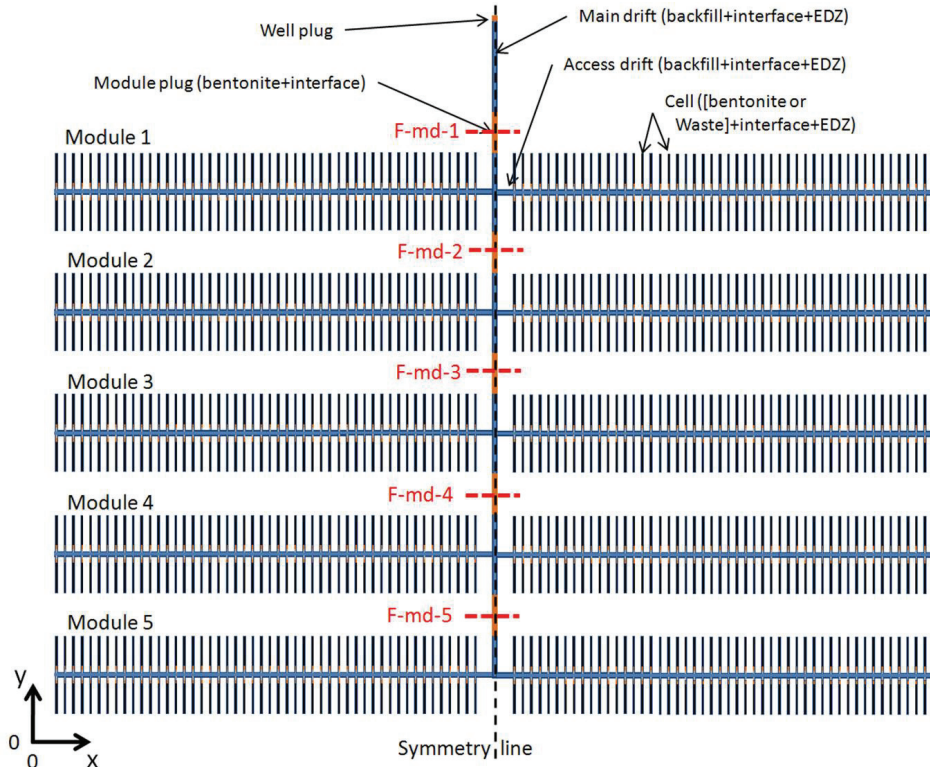 Well plug
Main drift (backfill+interface+EDZ)
Access drift (backfill+interface+EDZ)
Module plug (bentonite+interface)
Cell ([bentonite or
Waste]+interface+EDZ)
F-md-1
Module 1
F-md-2
Module 2
F-md-3
Module 3
F-md-4
Module 4
F-md-5
Module 5
y
0
0
x
Symmetry line